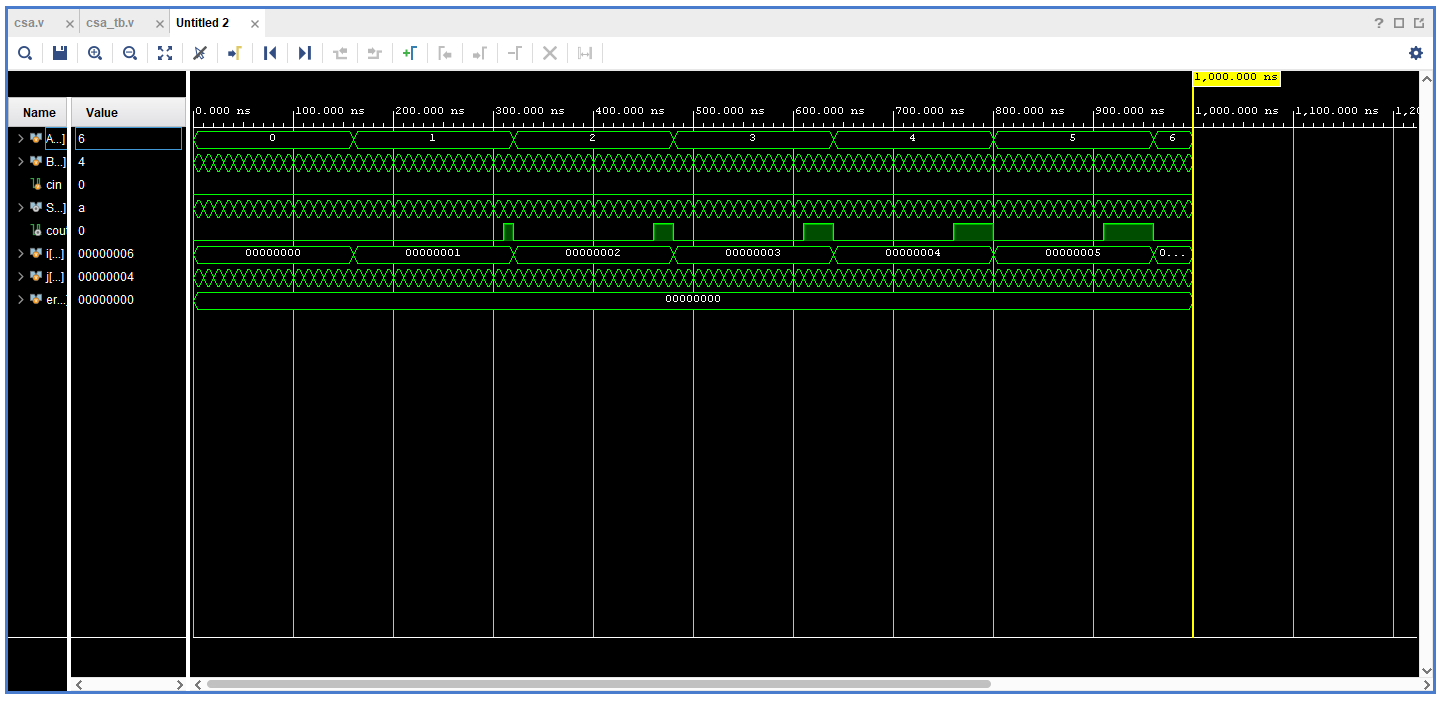 csa.v csa_tb.v Untitled 2 ?
1,000.000 ns
Name Value 0.000 ns 100.000 ns 200.000 ns 300.000 ns 400.000 ns 500.000 ns 600.000 ns 700.000 ns 800.000 ns 900.000 ns 1,000.000 ns 1,100.000 ns 1,20
A...] 6 0 1 2 3 4 5 6
B...] 4
cin 0
S...] a
cout 0
i[...] 00000006 00000000 00000001 00000002 00000003 00000004 00000005 0...
j[...] 00000004
er...] 00000000 00000000